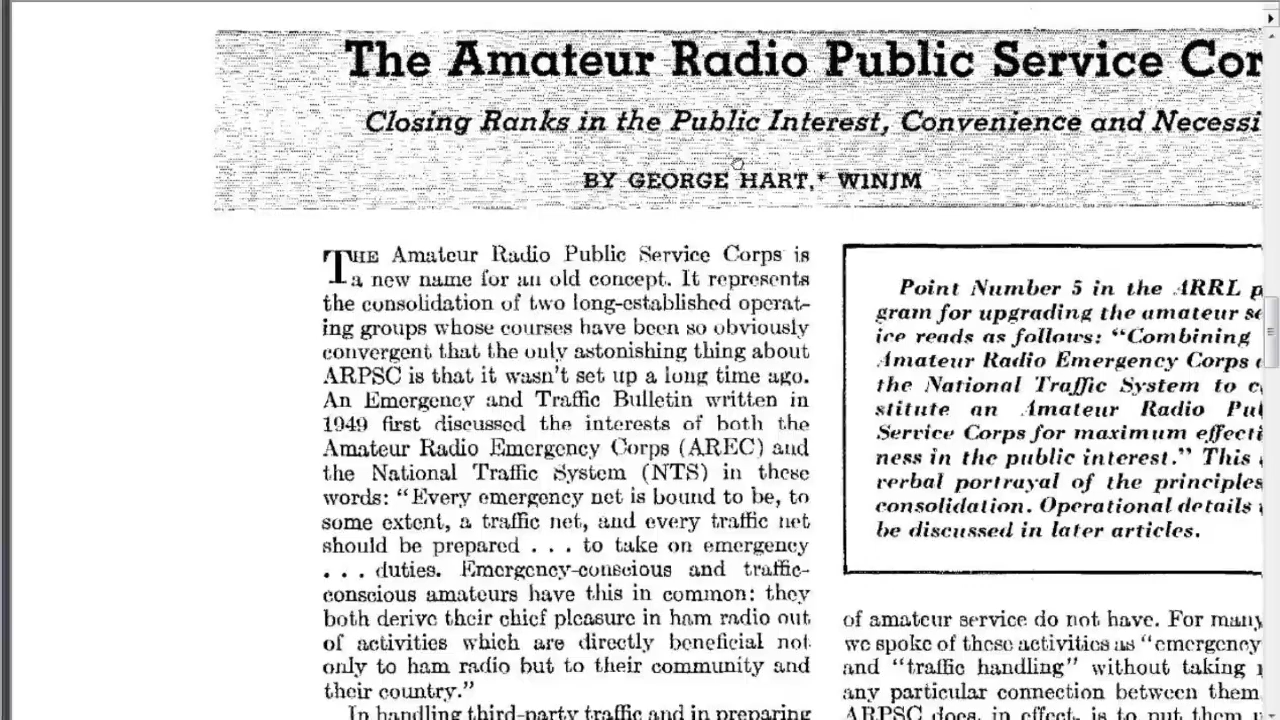 The Amateur Radio Public Service Cor
Closing Ranks in the Public Interest, Convenience and Necessi
BY GEORGE HART,* W1NJM
THE Amateur Radio Public Service Corps is
a new name for an old concept. It represents
the consolidation of two long-established operat-
ing groups whose courses have been so obviously
convergent that the only astonishing thing about
ARPSC is that it wasn't set up a long time ago.
An Emergency and Traffic Bulletin written in
1949 first discussed the interests of both the
Amateur Radio Emergency Corps (AREC) and
the National Traffic System (NTS) in these
words: “Every emergency net is bound to be, to
some extent, a traffic net, and every traffic net
should be prepared . . . to take on emergency
. . . duties. Emergency-conscious and traffic-
conscious amateurs have this in common: they
both derive their chief pleasure in ham radio out
of activities which are directly beneficial not
only to ham radio but to their community and
their country.”
In handling third-party traffic and in preparing
Point Number 5 in the ARRL p
gram for upgrading the amateur se
ice reads as follows: “Combining
Amateur Radio Emergency Corps
the National Traffic System to c
stitute an Amateur Radio Pu
Service Corps for maximum effecti
ness in the public interest.” This
verbal portrayal of the principles
consolidation. Operational details
be discussed in later articles.
of amateur service do not have. For many
we spoke of these activities as “emergency
and “traffic handling” without taking
any particular connection between them.
ARPSC does, in effect, is to put them